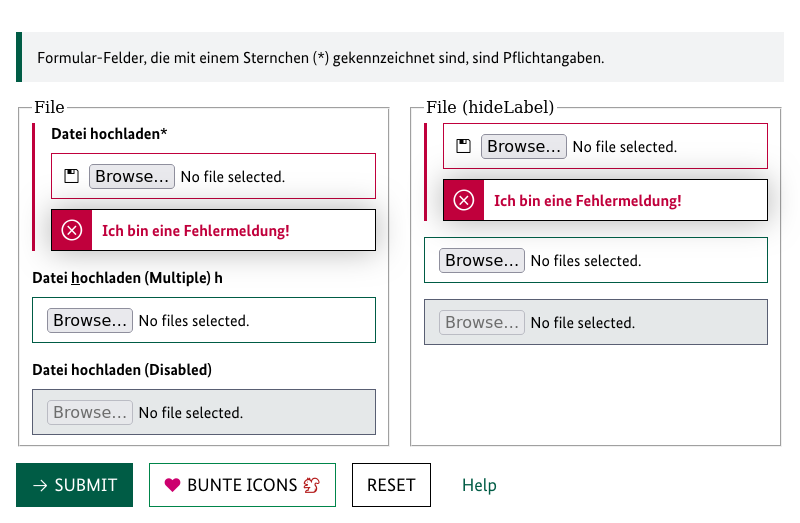 Formular-Felder, die mit einem Sternchen (*) gekennzeichnet sind, sind Pflichtangaben.
File
Datei hochladen*
Browse... No file selected.
Ich bin eine Fehlermeldung!
Datei hochladen (Multiple) h
Browse... No files selected.
Datei hochladen (Disabled)
Browse... No file selected.
File (hideLabel)
Browse... No file selected.
Ich bin eine Fehlermeldung!
Browse... No files selected.
Browse... No file selected.
SUBMIT
BUNTE ICONS
RESET
Help